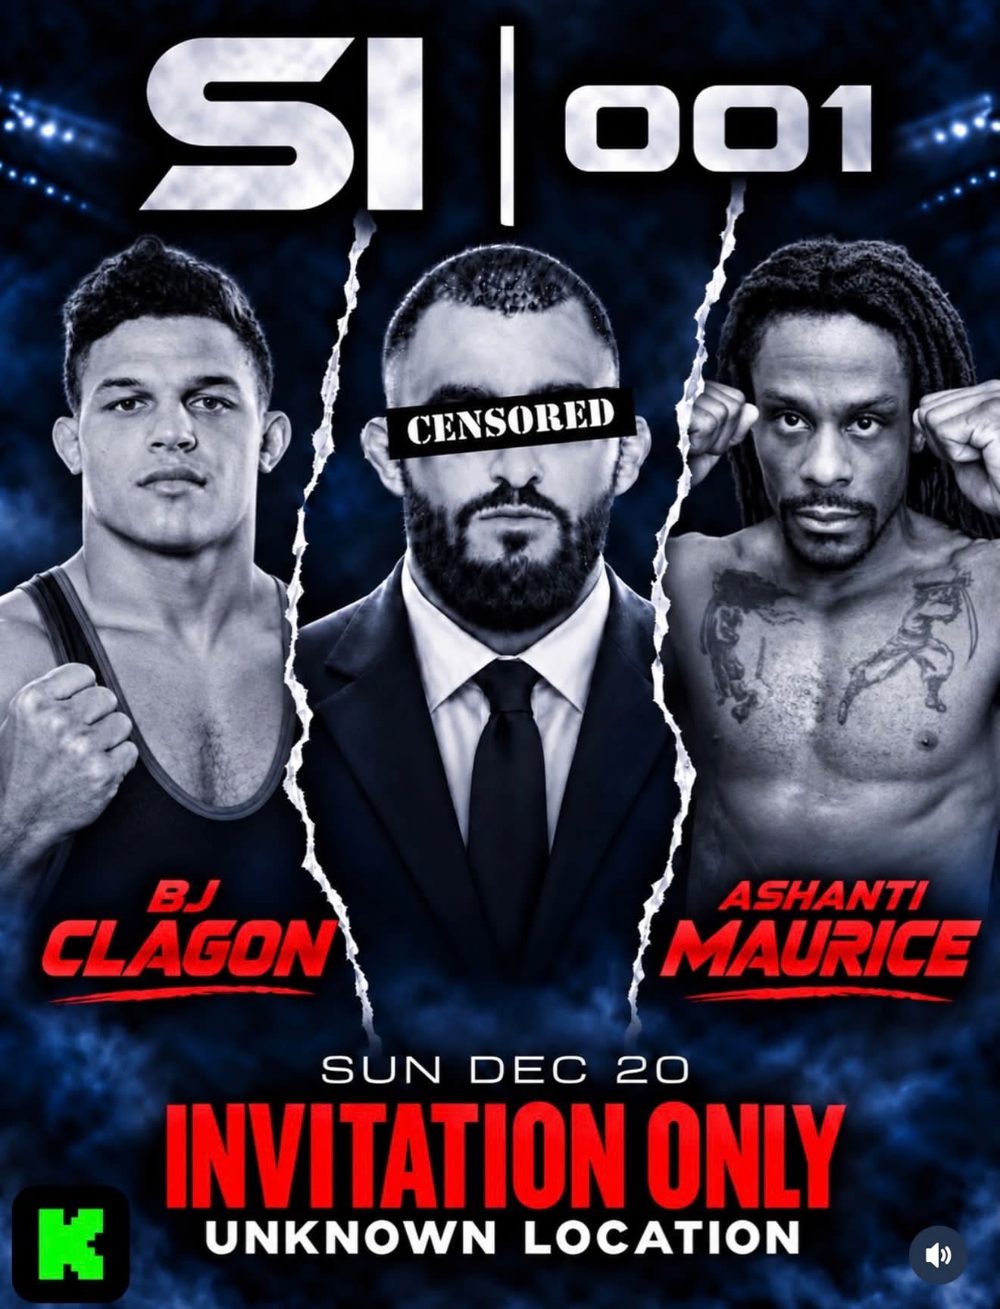 SI | 001
CENSORED
BJ
CLAGON
ASHANTI
MAURICE
SUN DEC 20
INVITATION ONLY
UNKNOWN LOCATION
K